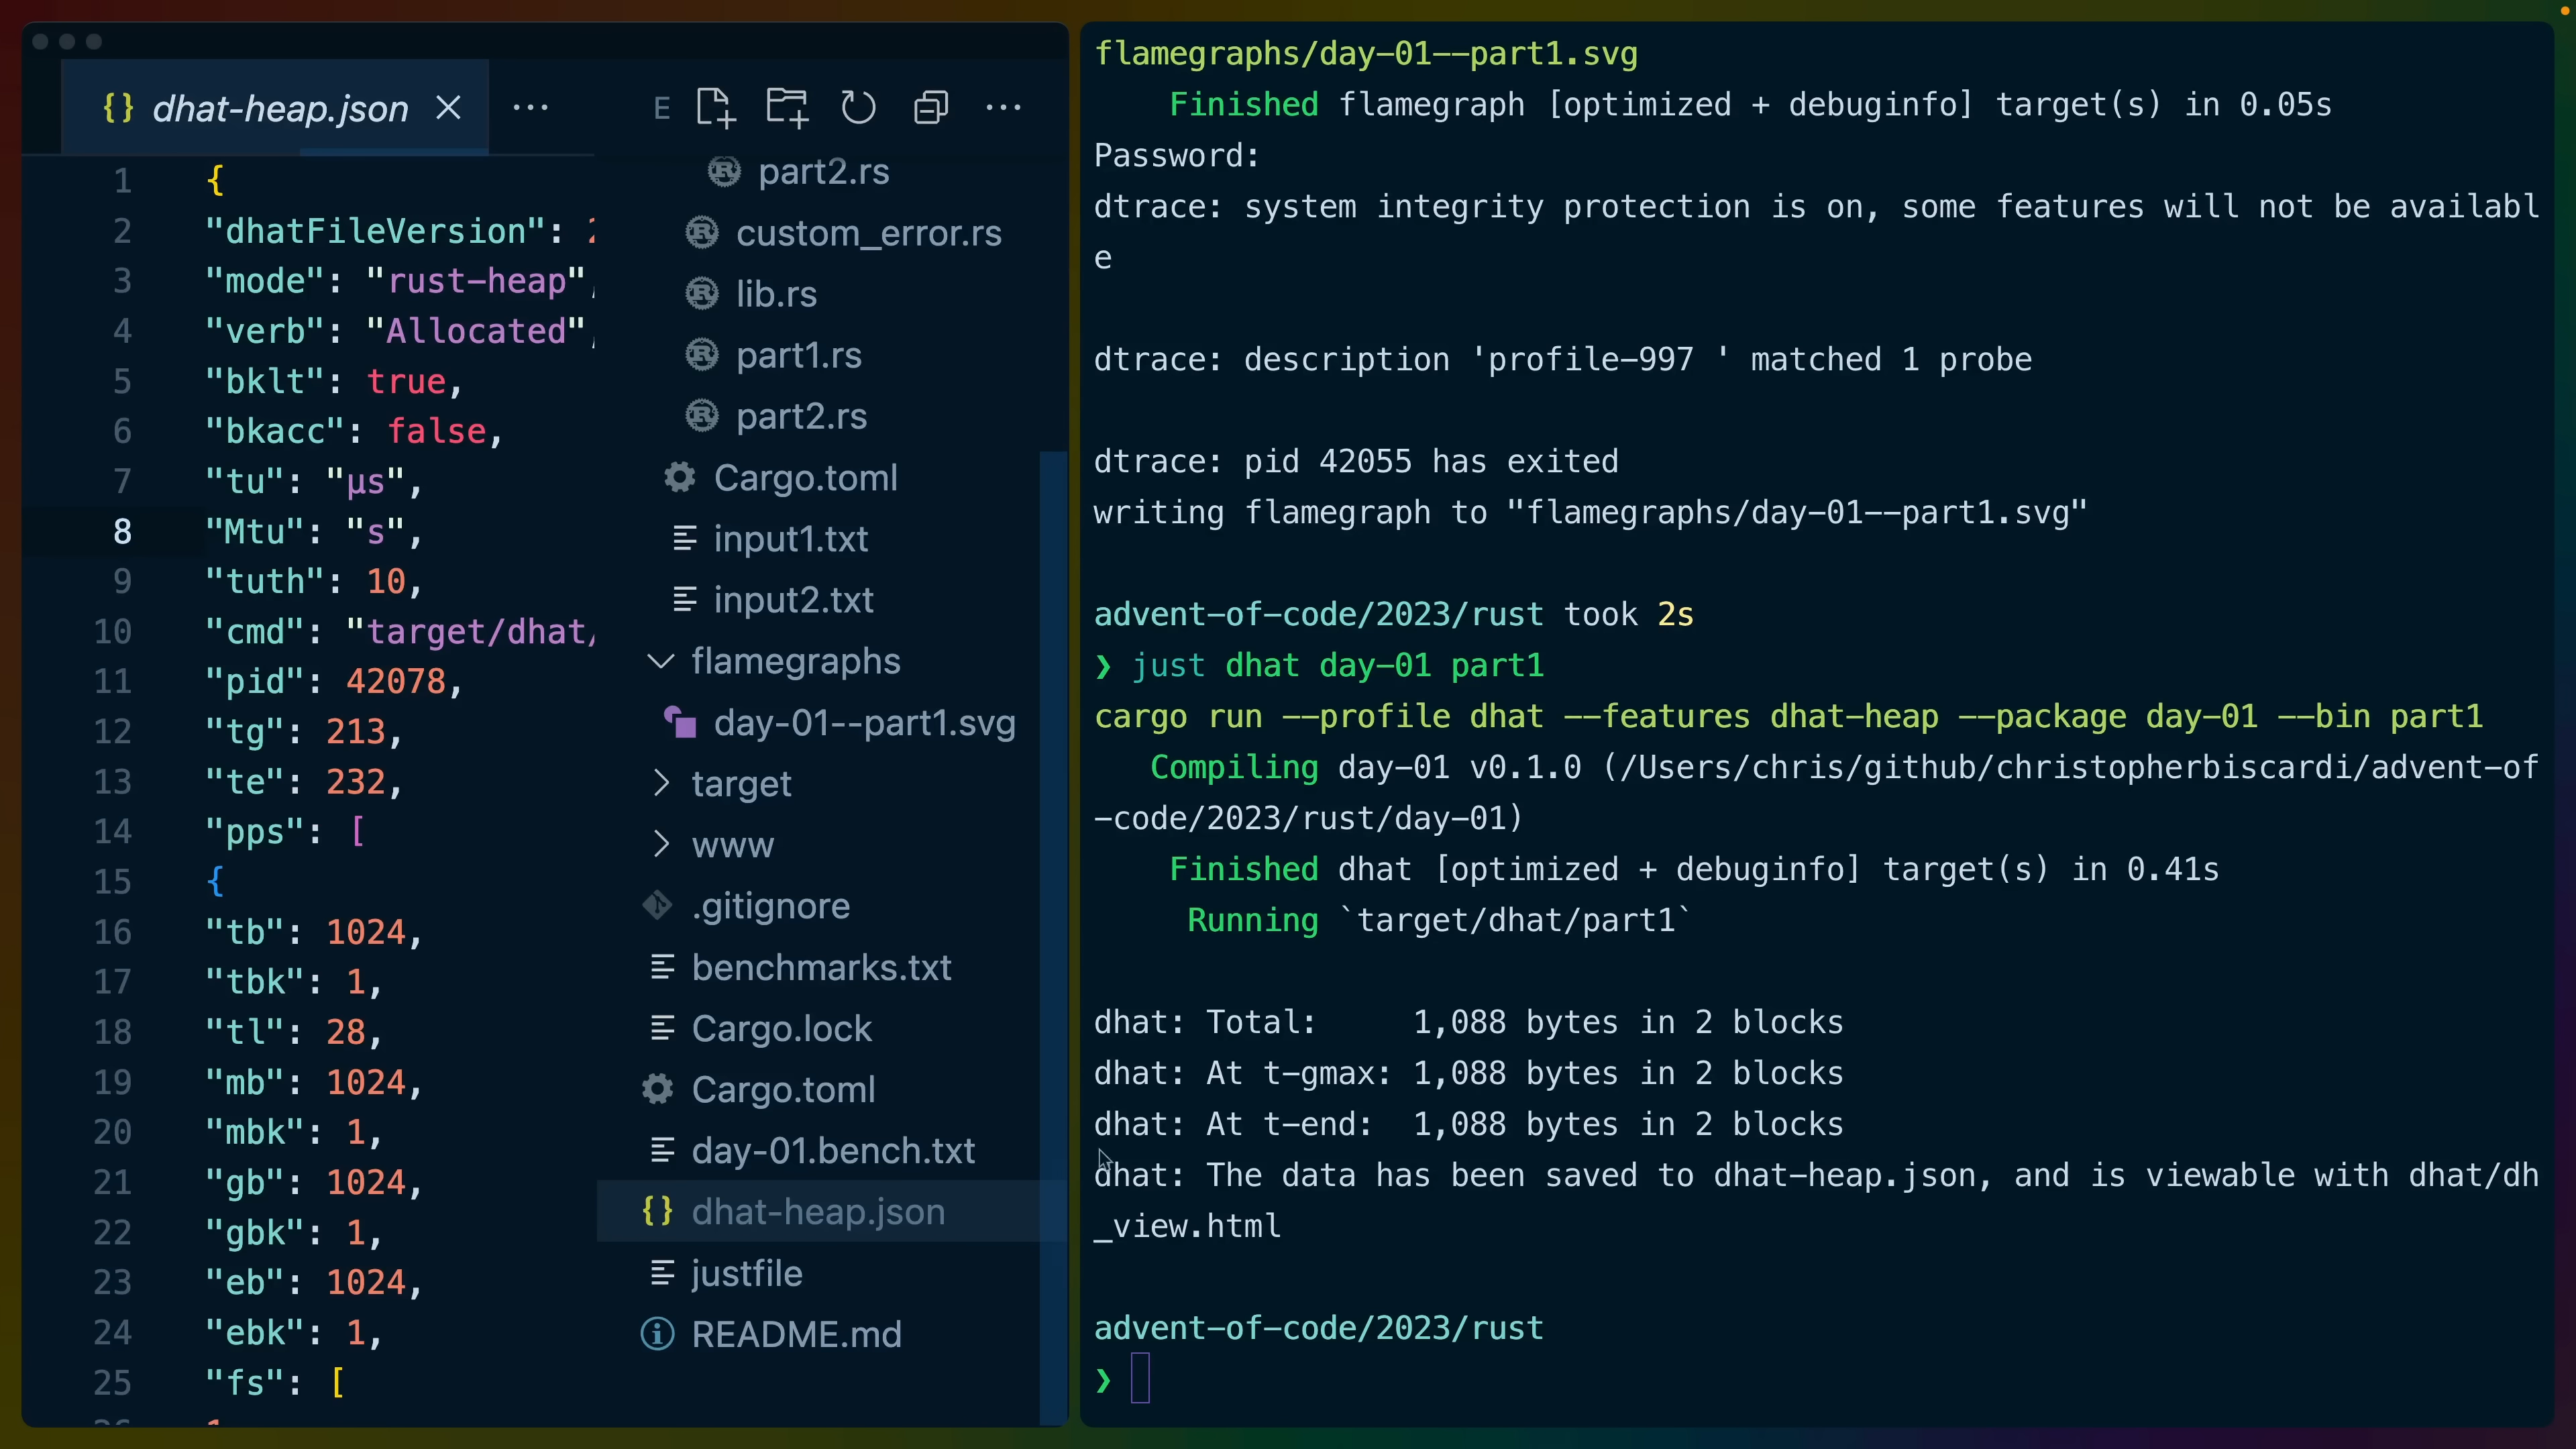 dhat-heap.json
1 {
2 "dhatFileVersion": 2
3 "mode": "rust-heap",
4 "verb": "Allocated",
5 "bklt": true,
6 "bkacc": false,
7 "tu": "µs",
8 "Mtu": "s",
9 "tuth": 10,
10 "cmd": "target/dhat/
11 "pid": 42078,
12 "tg": 213,
13 "te": 232,
14 "pps": [
15 {
16 "tb": 1024,
17 "tbk": 1,
18 "tl": 28,
19 "mb": 1024,
20 "mbk": 1,
21 "gb": 1024,
22 "gbk": 1,
23 "eb": 1024,
24 "ebk": 1,
25 "fs": [
E
part2.rs
custom_error.rs
lib.rs
part1.rs
part2.rs
Cargo.toml
input1.txt
input2.txt
flamegraphs
day-01--part1.svg
target
www
.gitignore
benchmarks.txt
Cargo.lock
Cargo.toml
day-01.bench.txt
dhat-heap.json
justfile
README.md
flamegraphs/day-01--part1.svg
Finished flamegraph [optimized + debuginfo] target(s) in 0.05s
Password:
dtrace: system integrity protection is on, some features will not be availabl
e
dtrace: description 'profile-997 ' matched 1 probe
dtrace: pid 42055 has exited
writing flamegraph to "flamegraphs/day-01--part1.svg"
advent-of-code/2023/rust took 2s
❯ just dhat day-01 part1
cargo run --profile dhat --features dhat-heap --package day-01 --bin part1
Compiling day-01 v0.1.0 (/Users/chris/github/christopherbiscardi/advent-of
-code/2023/rust/day-01)
Finished dhat [optimized + debuginfo] target(s) in 0.41s
Running `target/dhat/part1`
dhat: Total:     1,088 bytes in 2 blocks
dhat: At t-gmax: 1,088 bytes in 2 blocks
dhat: At t-end:  1,088 bytes in 2 blocks
dhat: The data has been saved to dhat-heap.json, and is viewable with dhat/dh
_view.html
advent-of-code/2023/rust
❯